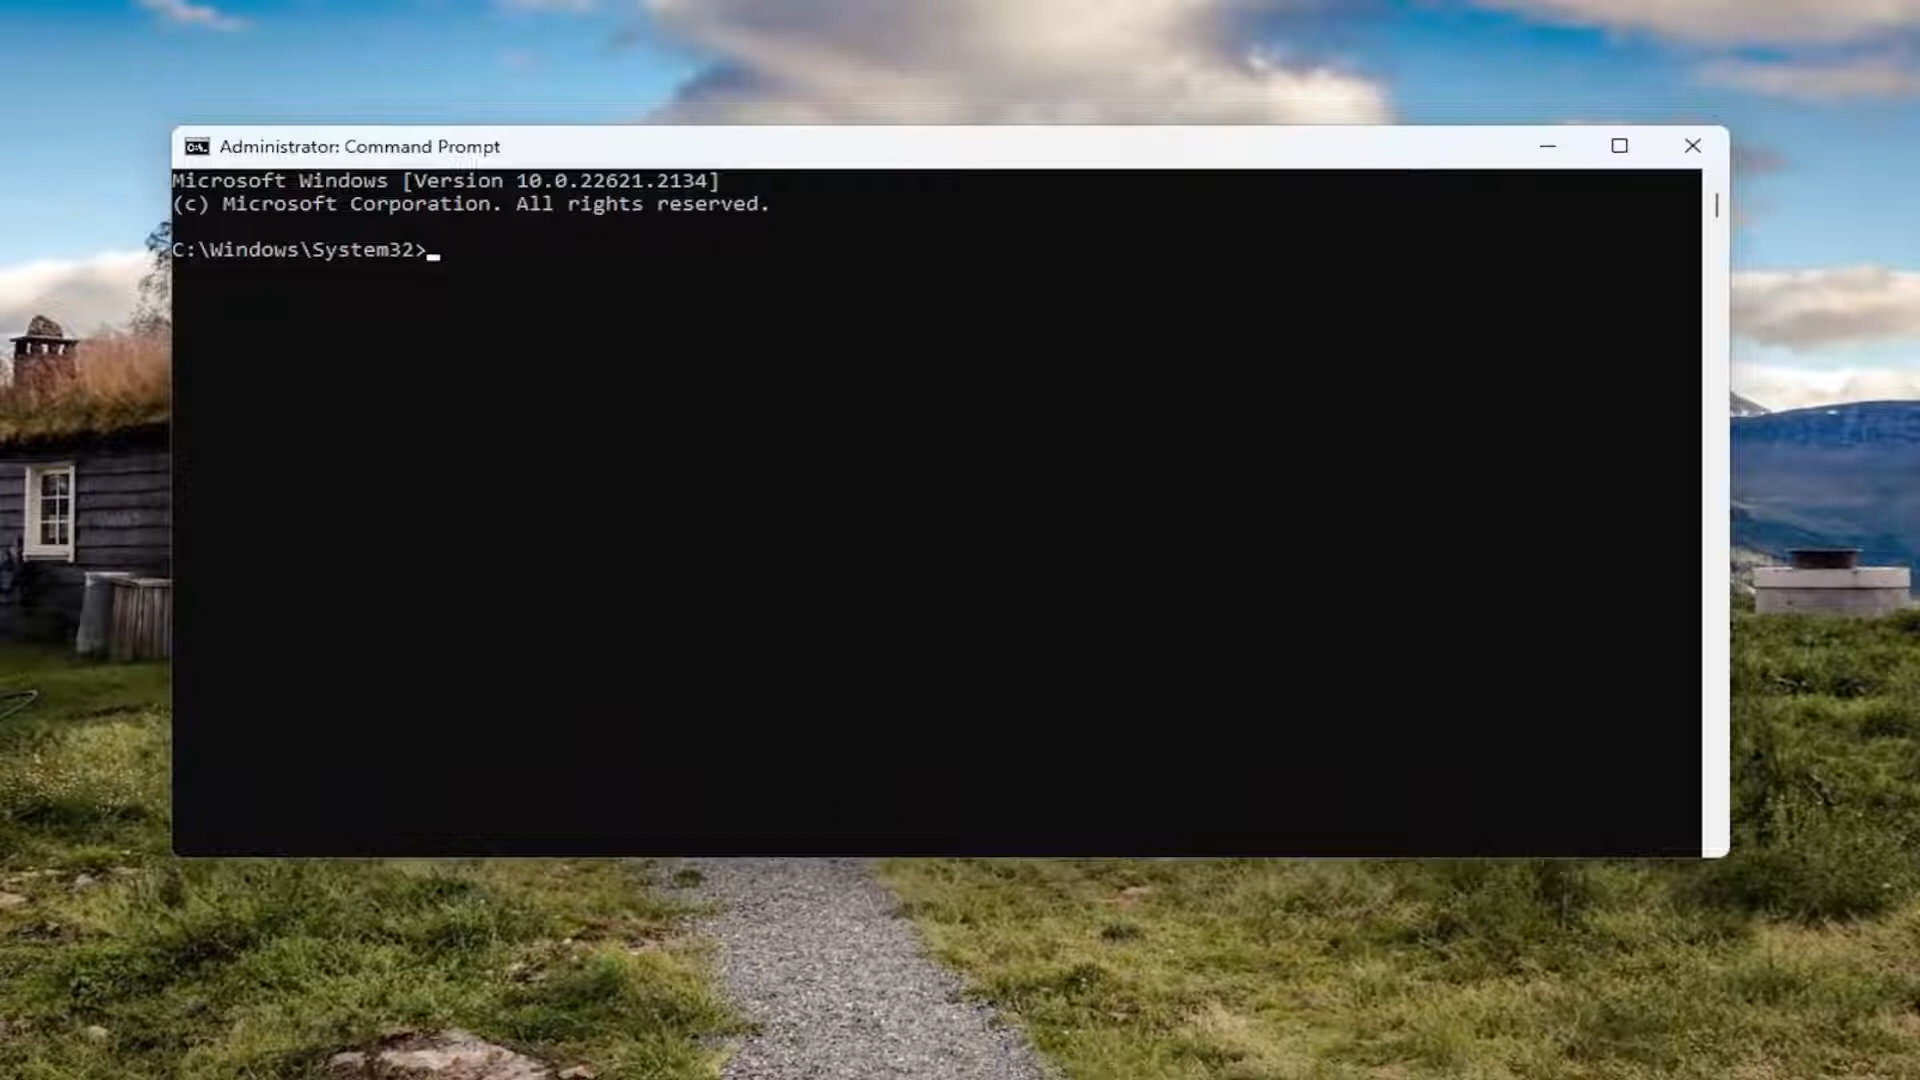 Administrator: Command Prompt
Microsoft Windows [Version 10.0.22621.2134]
(c) Microsoft Corporation. All rights reserved.
C:\Windows\System32>